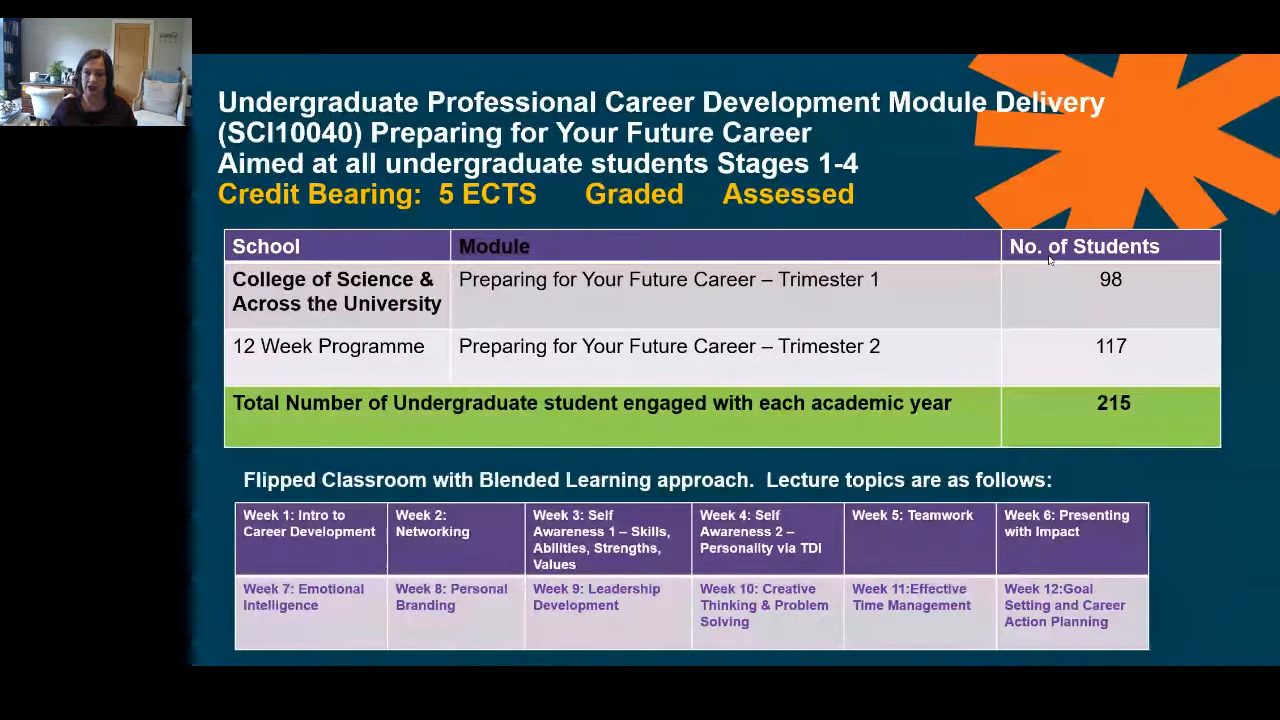 Undergraduate Professional Career Development Module Delivery
(SCI10040) Preparing for Your Future Career
Aimed at all undergraduate students Stages 1-4
Credit Bearing: 5 ECTS Graded Assessed
School
Module
No. of Students
College of Science &
Across the University
Preparing for Your Future Career – Trimester 1
98
12 Week Programme
Preparing for Your Future Career – Trimester 2
117
Total Number of Undergraduate student engaged with each academic year
215
Flipped Classroom with Blended Learning approach. Lecture topics are as follows:
Week 1: Intro to
Career Development
Week 2:
Networking
Week 3: Self
Awareness 1 – Skills,
Abilities, Strengths,
Values
Week 4: Self
Awareness 2 –
Personality via TDI
Week 5: Teamwork
Week 6: Presenting
with Impact
Week 7: Emotional
Intelligence
Week 8: Personal
Branding
Week 9: Leadership
Development
Week 10: Creative
Thinking & Problem
Solving
Week 11:Effective
Time Management
Week 12:Goal
Setting and Career
Action Planning